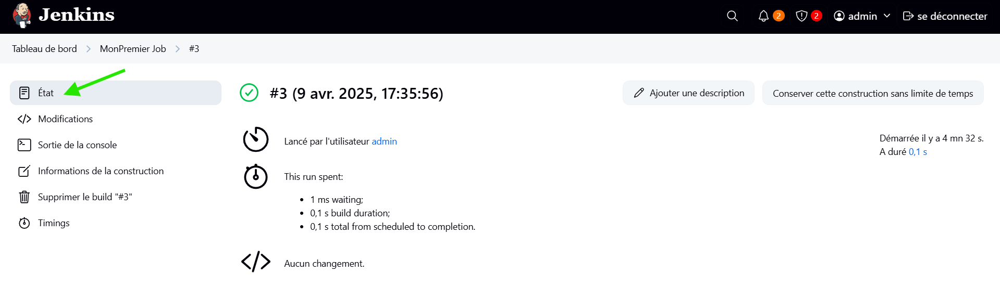 Jenkins
2
2
admin
se déconnecter
Tableau de bord
MonPremier Job
#3
État
Modifications
Sortie de la console
Informations de la construction
Supprimer le build "#3"
Timings
#3 (9 avr. 2025, 17:35:56)
Ajouter une description
Conserver cette construction sans limite de temps
Lancé par l'utilisateur admin
Démarrée il y a 4 mn 32 s.
A duré 0,1 s
This run spent:
1 ms waiting;
0,1 s build duration;
0,1 s total from scheduled to completion.
Aucun changement.